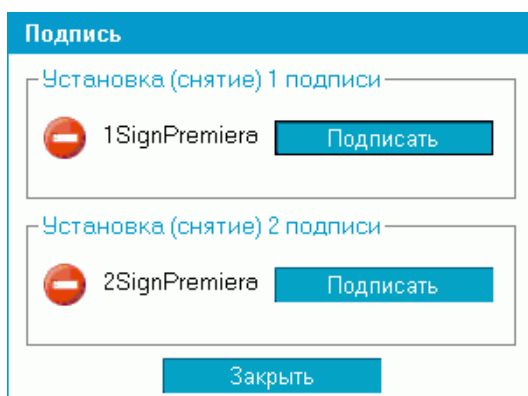 Подпись
Установка (снятие) 1 подписи
1SignPremiera Подписать
Установка (снятие) 2 подписи
2SignPremiera Подписать
Закрыть